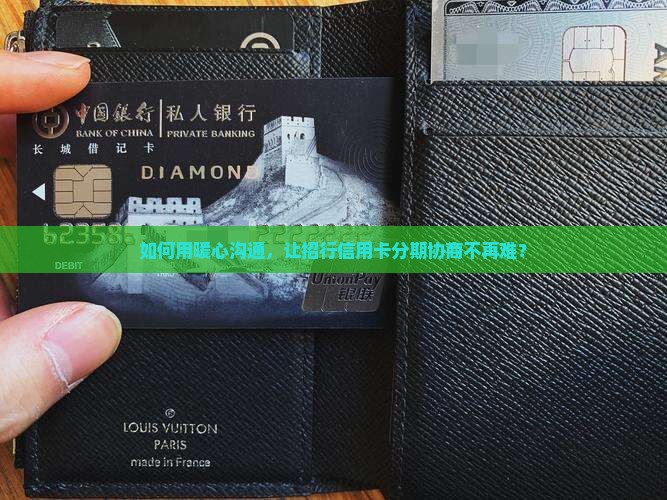 中國銀行 私人银行
BANK OF CHINA PRIVATE BANKING
长城借记卡
DIAMOND
如何用暖心沟通，让招行信用卡分期协商不再难？
DEBIT
UnionPay
银联
LOUIS VUITTON
PARIS
made in France